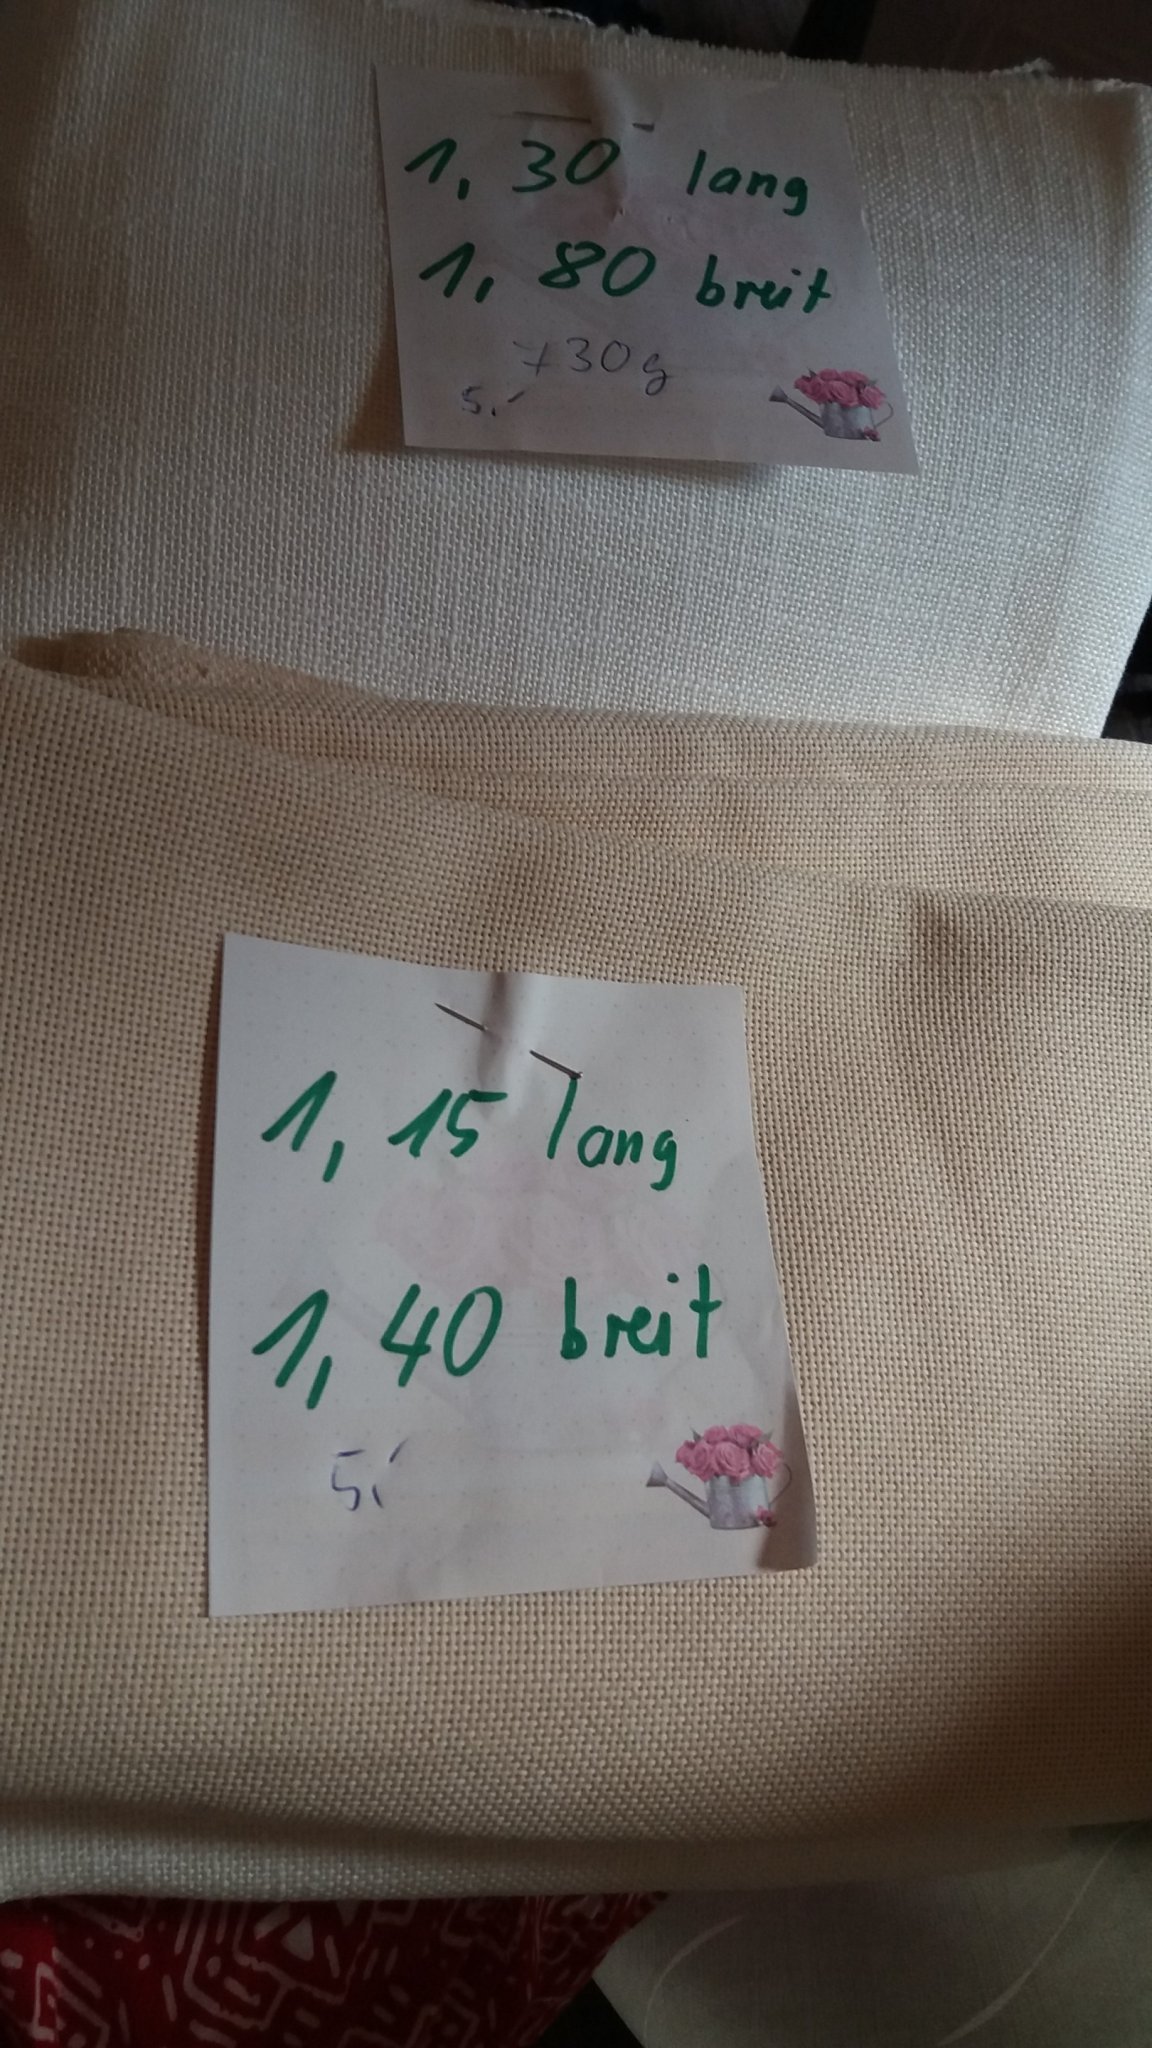 1, 30 lang
1, 80 breit
730g
5.-
1, 15 lang
1, 40 breit
5.-